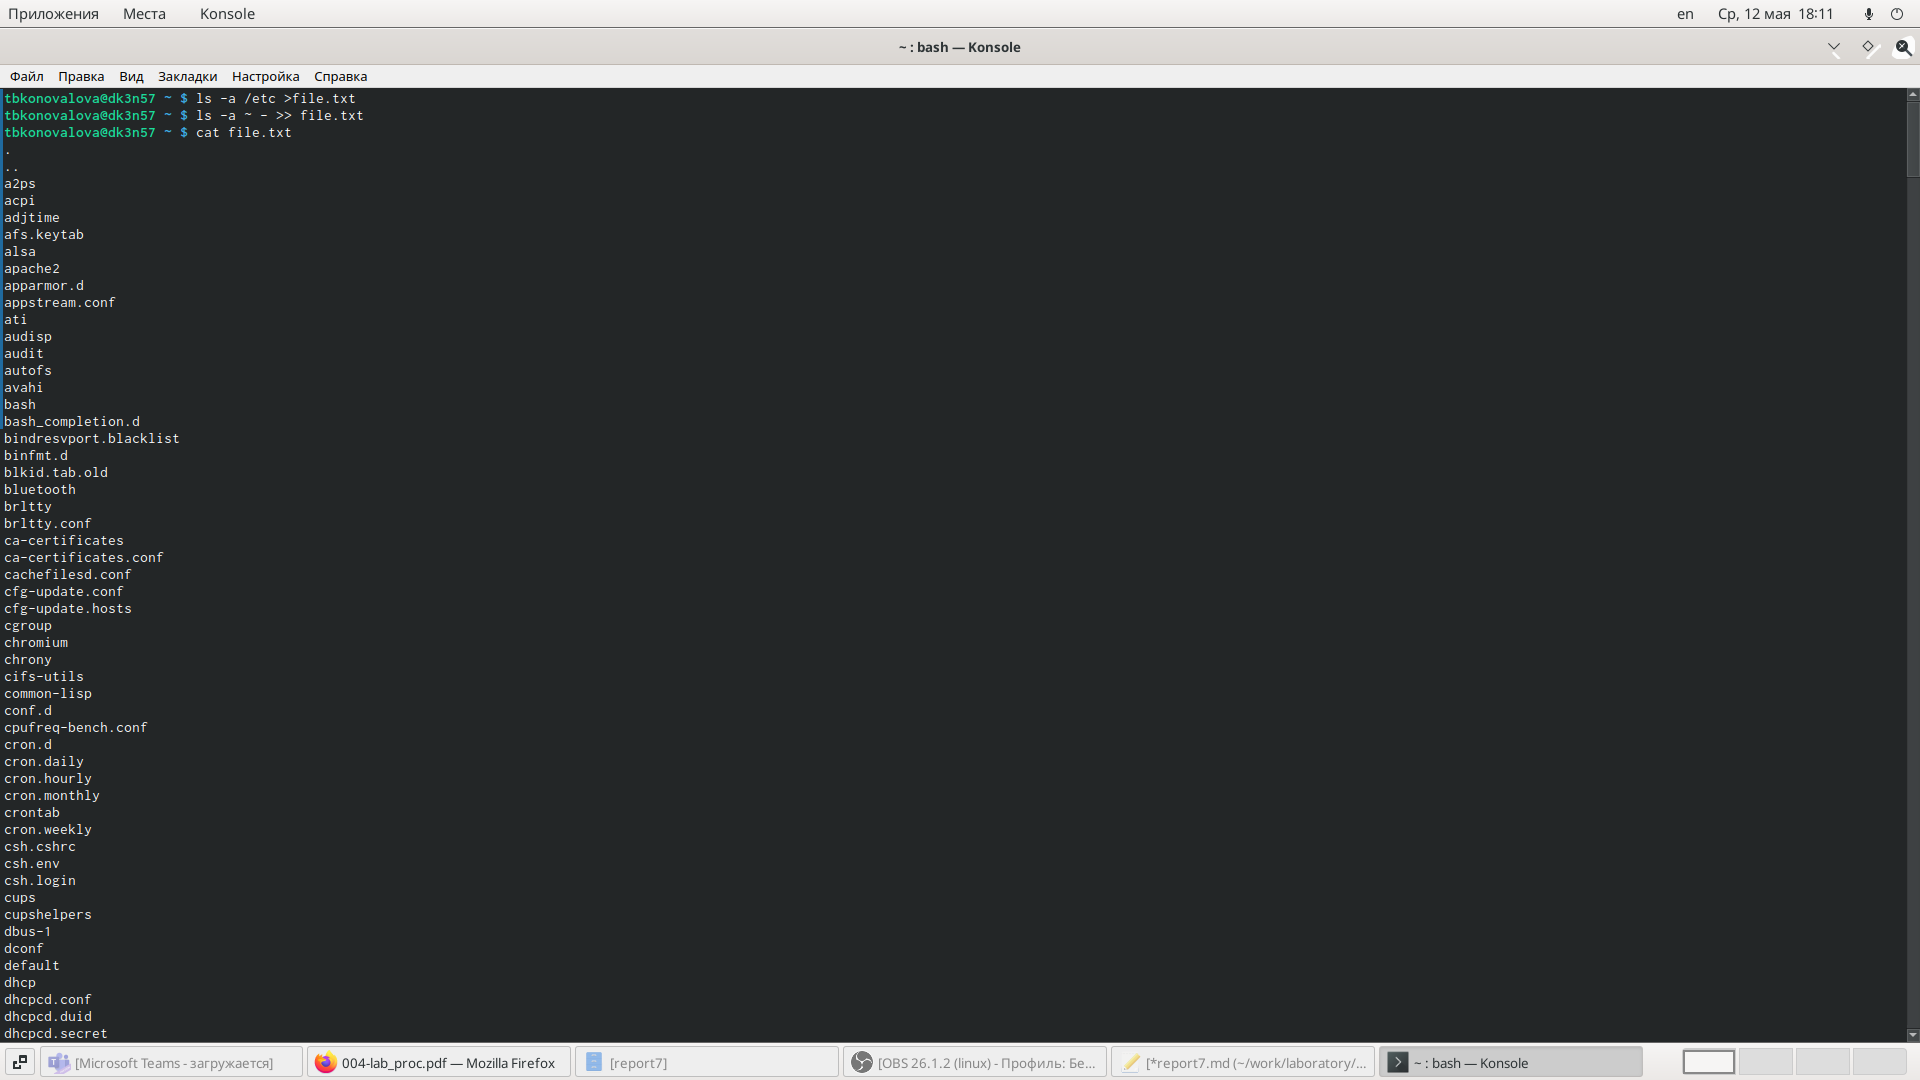 Приложения Места Konsole en Ср, 12 мая 18:11
~ : bash — Konsole
Файл Правка Вид Закладки Настройка Справка
tbkonovalova@dk3n57 ~ $ ls -a /etc >file.txt
tbkonovalova@dk3n57 ~ $ ls -a ~ - >> file.txt
tbkonovalova@dk3n57 ~ $ cat file.txt
.
..
a2ps
acpi
adjtime
afs.keytab
alsa
apache2
apparmor.d
appstream.conf
ati
audisp
audit
autofs
avahi
bash
bash_completion.d
bindresvport.blacklist
binfmt.d
blkid.tab.old
bluetooth
brltty
brltty.conf
ca-certificates
ca-certificates.conf
cachefilesd.conf
cfg-update.conf
cfg-update.hosts
cgroup
chromium
chrony
cifs-utils
common-lisp
conf.d
cpufreq-bench.conf
cron.d
cron.daily
cron.hourly
cron.monthly
crontab
cron.weekly
csh.cshrc
csh.env
csh.login
cups
cupshelpers
dbus-1
dconf
default
dhcp
dhcpcd.conf
dhcpcd.duid
dhcpcd.secret
[Microsoft Teams - загружается] 004-lab_proc.pdf — Mozilla Firefox [report7] [OBS 26.1.2 (linux) - Профиль: Бе... [*report7.md (~/work/laboratory/... ~ : bash — Konsole